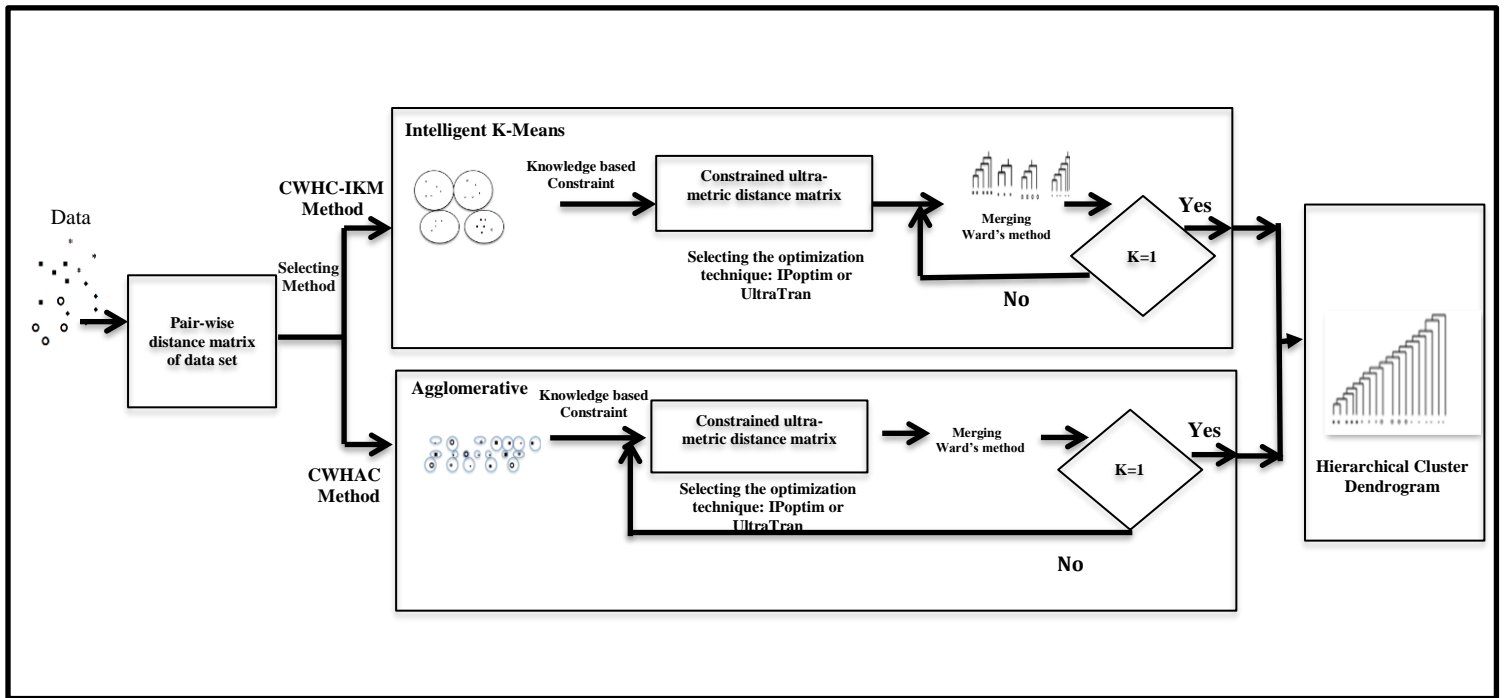 Data
Pair-wise
distance matrix
of data set
Selecting
Method
CWHC-IKM
Method
Intelligent K-Means
Knowledge based
Constraint
Constrained ultra-
metric distance matrix
Selecting the optimization
technique: IPoptim or
UltraTran
Merging
Ward's method
K=1
Yes
No
CWHAC
Method
Agglomerative
Knowledge based
Constraint
Constrained ultra-
metric distance matrix
Selecting the optimization
technique: IPoptim or
UltraTran
Merging
Ward's method
K=1
Yes
No
Hierarchical Cluster
Dendrogram